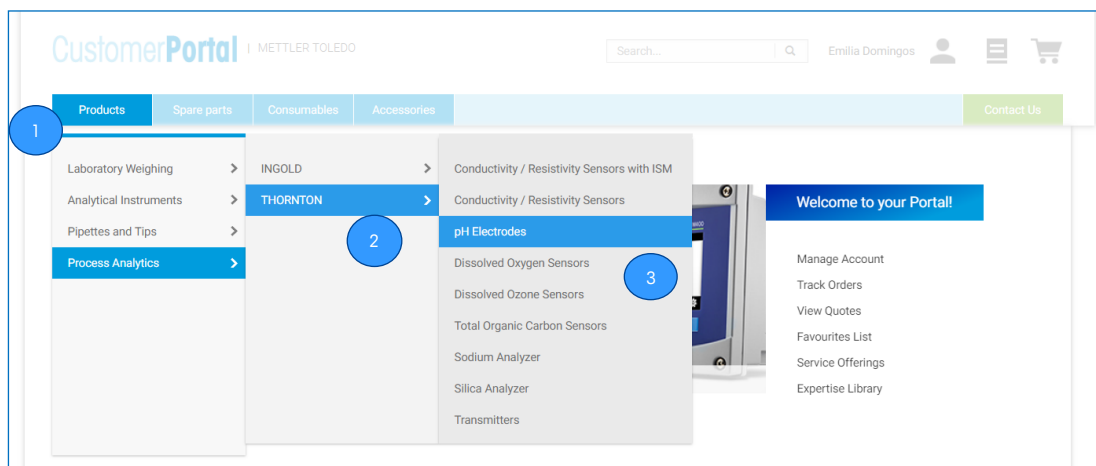 CustomerPortal | METTLER TOLEDO
Search...
Emilia Domingos
Products
Spare parts
Consumables
Accessories
Contact Us
1
Laboratory Weighing
Analytical Instruments
Pipettes and Tips
Process Analytics
INGOLD
THORNTON
2
Conductivity / Resistivity Sensors with ISM
Conductivity / Resistivity Sensors
pH Electrodes
Dissolved Oxygen Sensors
Dissolved Ozone Sensors
Total Organic Carbon Sensors
Sodium Analyzer
Silica Analyzer
Transmitters
3
Welcome to your Portal!
Manage Account
Track Orders
View Quotes
Favourites List
Service Offerings
Expertise Library